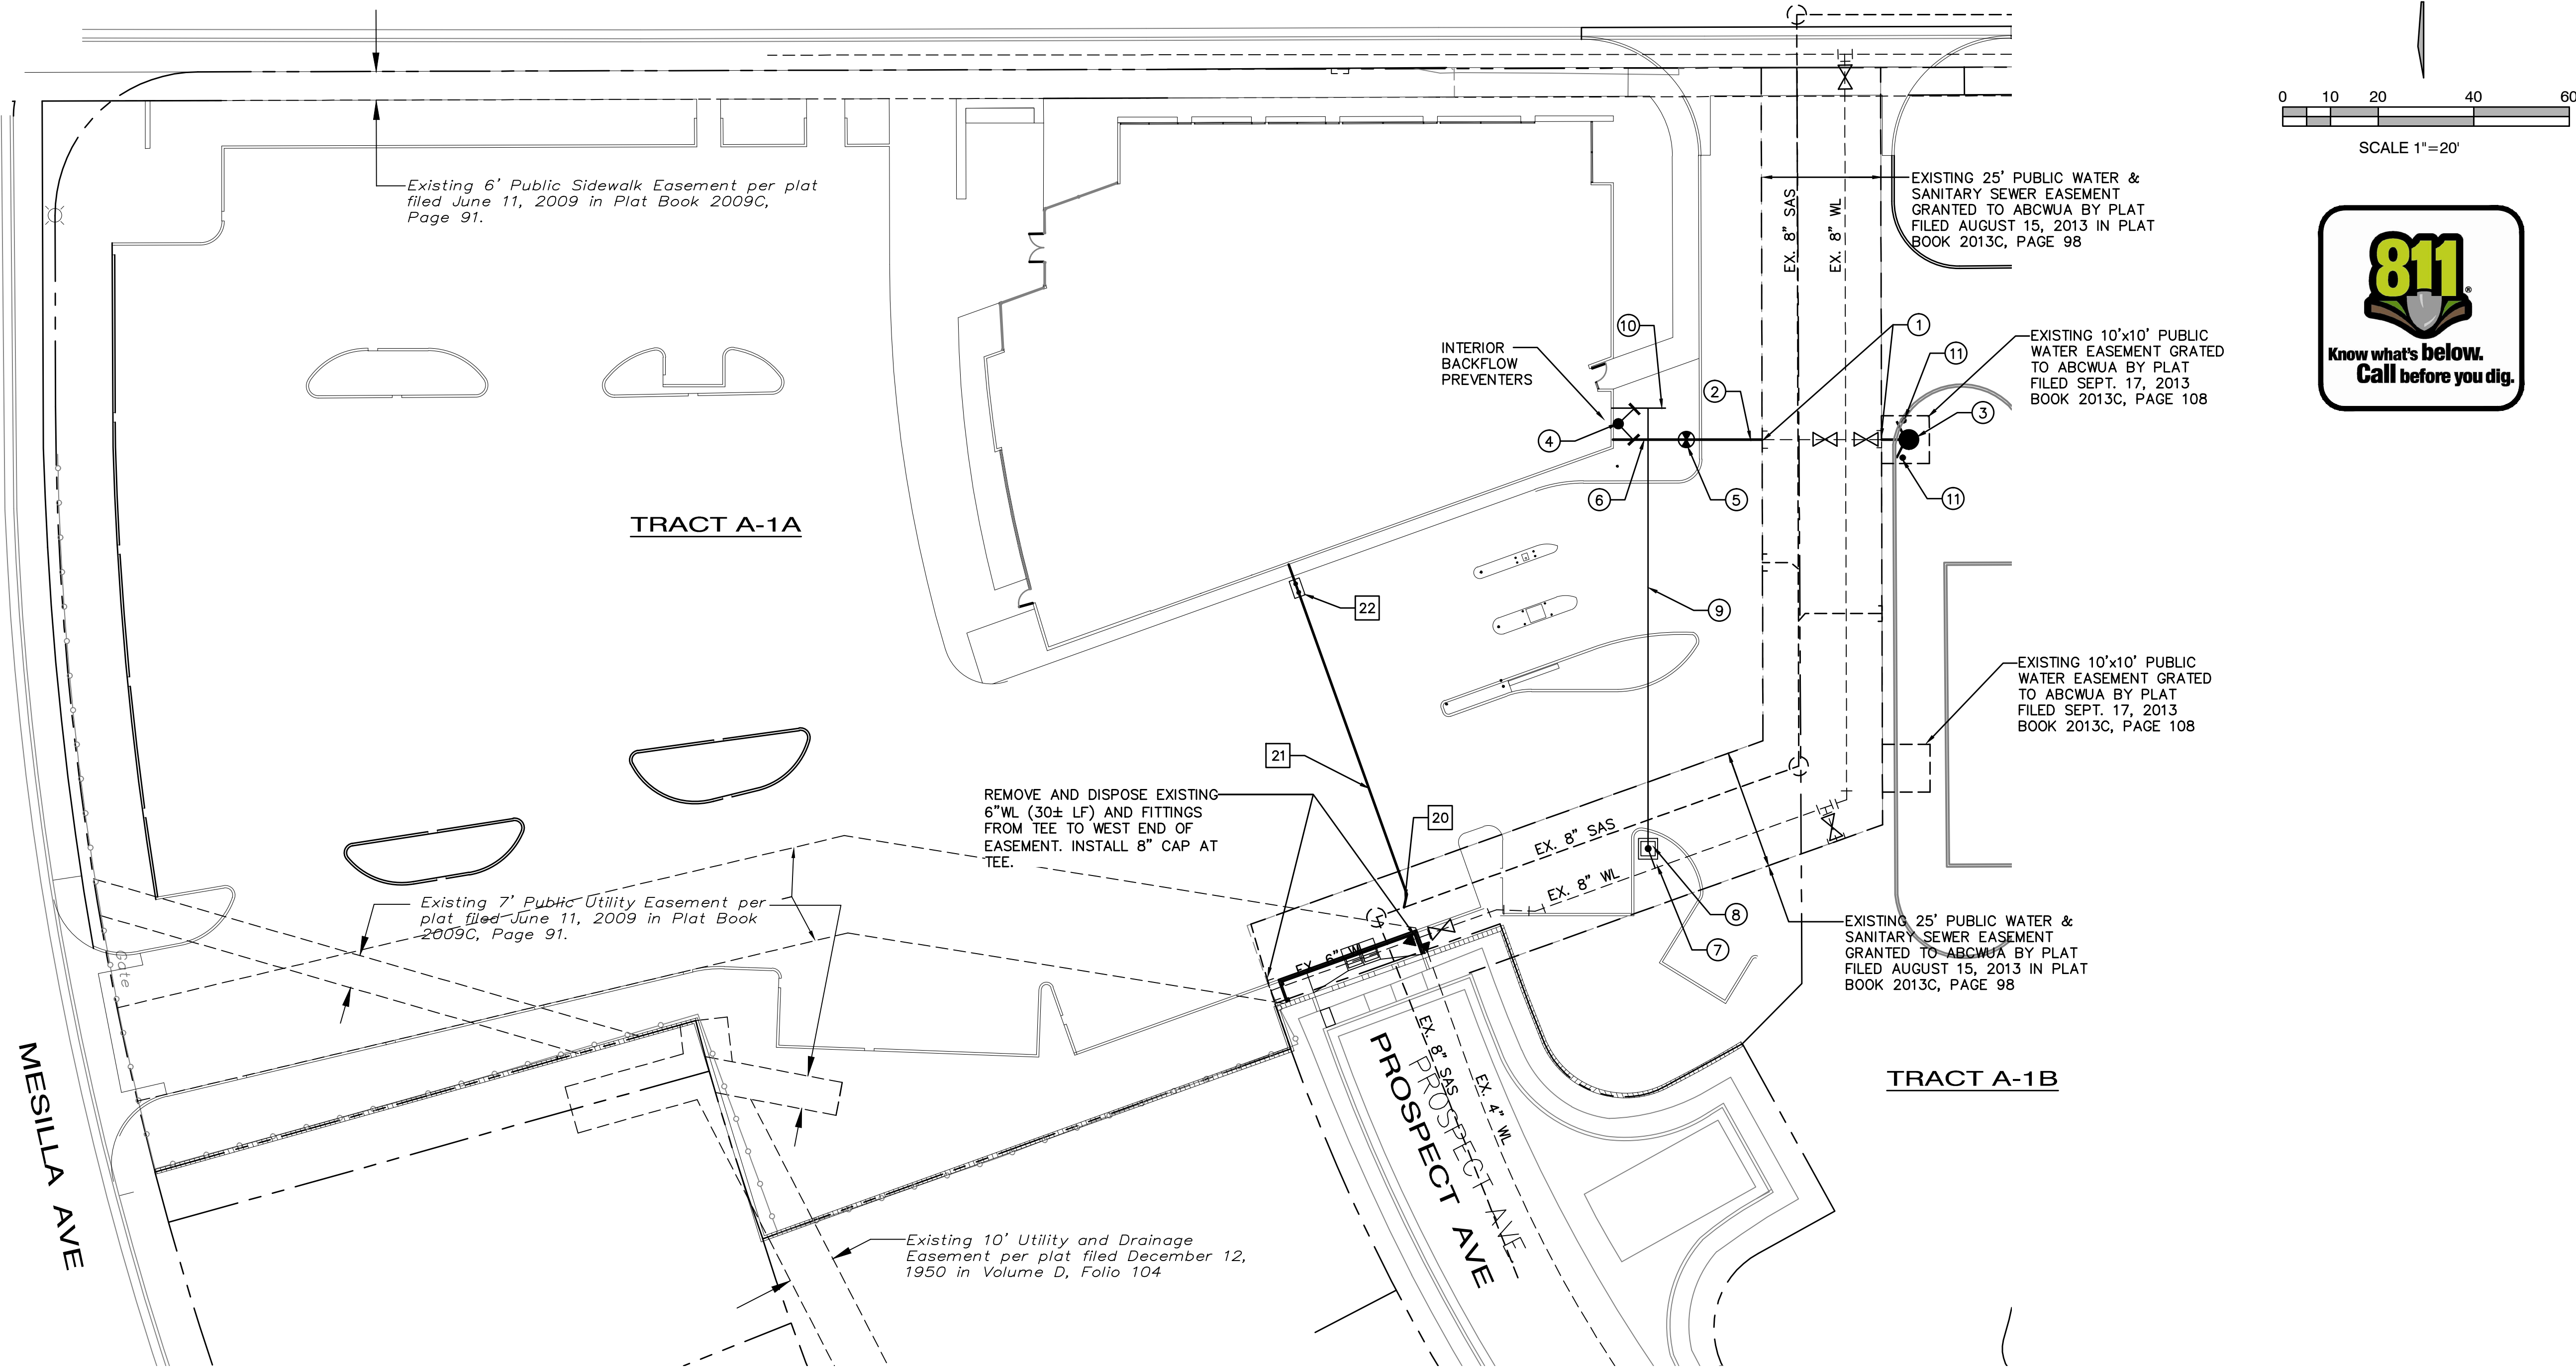 0 10 20 40 60
SCALE 1"=20'
811®
Know what's below.
Call before you dig.
Existing 6' Public Sidewalk Easement per plat
filed June 11, 2009 in Plat Book 2009C,
Page 91.
EX. 8" SAS
EX. 8" WL
EXISTING 25' PUBLIC WATER &
SANITARY SEWER EASEMENT
GRANTED TO ABCWUA BY PLAT
FILED AUGUST 15, 2013 IN PLAT
BOOK 2013C, PAGE 98
INTERIOR
BACKFLOW
PREVENTERS
10
1
11
2
3
4
6
5
11
EXISTING 10'x10' PUBLIC
WATER EASEMENT GRATED
TO ABCWUA BY PLAT
FILED SEPT. 17, 2013
BOOK 2013C, PAGE 108
TRACT A-1A
22
9
EXISTING 10'x10' PUBLIC
WATER EASEMENT GRATED
TO ABCWUA BY PLAT
FILED SEPT. 17, 2013
BOOK 2013C, PAGE 108
21
20
REMOVE AND DISPOSE EXISTING
6"WL (30± LF) AND FITTINGS
FROM TEE TO WEST END OF
EASEMENT. INSTALL 8" CAP AT
TEE.
EX. 8" SAS
EX. 8" WL
8
7
Existing 7' Public Utility Easement per
plat filed June 11, 2009 in Plat Book
2009C, Page 91.
EXISTING 25' PUBLIC WATER &
SANITARY SEWER EASEMENT
GRANTED TO ABCWUA BY PLAT
FILED AUGUST 15, 2013 IN PLAT
BOOK 2013C, PAGE 98
Gate
EX. 6" WL
EX. 8" SAS
EX. 4" WL
PROSPECT AVE
PROSPECT AVE
MESILLA AVE
TRACT A-1B
Existing 10' Utility and Drainage
Easement per plat filed December 12,
1950 in Volume D, Folio 104